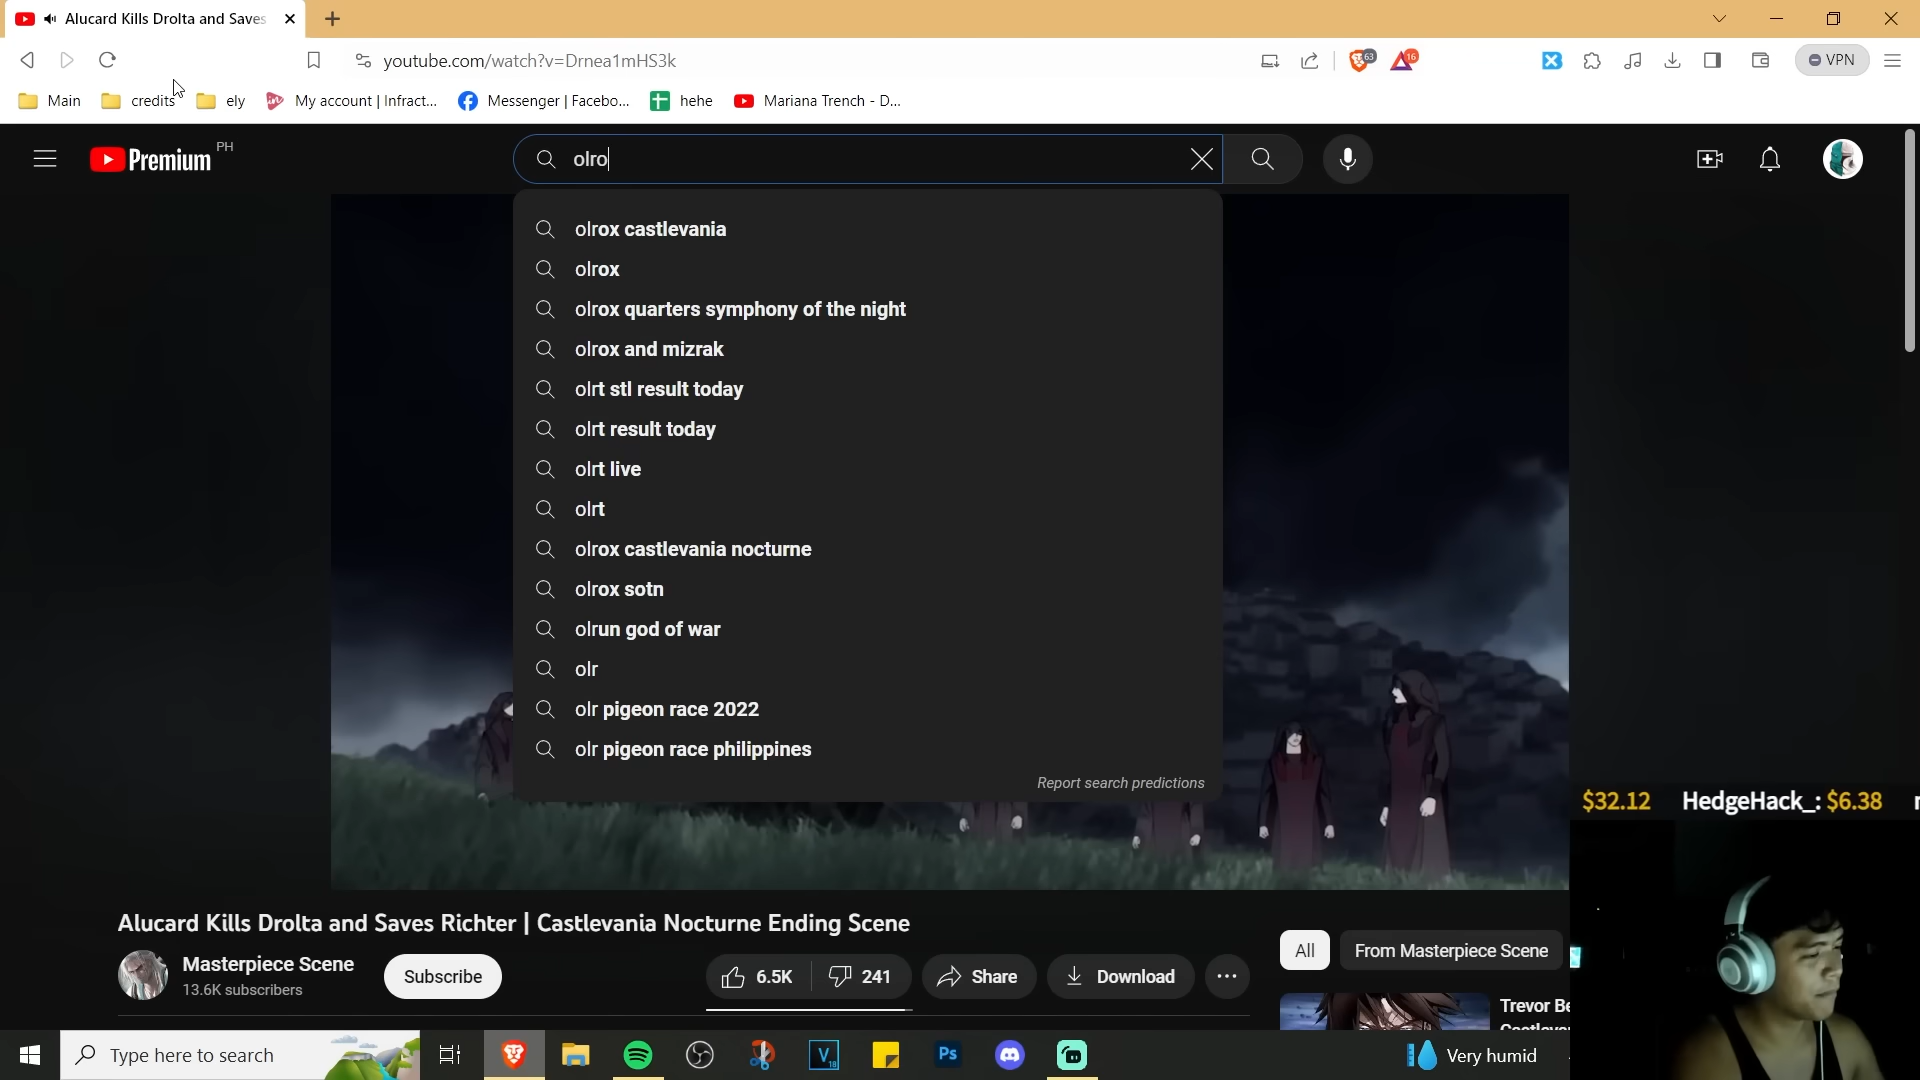 Alucard Kills Drolta and Saves
youtube.com/watch?v=Drnea1mHS3k
63
16
VPN
Main
credits
ely
My account | Infract...
Messenger | Facebo...
hehe
Mariana Trench - D...
Premium
PH
olro
olrox castlevania
olrox
olrox quarters symphony of the night
olrox and mizrak
olrt stl result today
olrt result today
olrt live
olrt
olrox castlevania nocturne
olrox sotn
olrun god of war
olr
olr pigeon race 2022
olr pigeon race philippines
Report search predictions
$32.12 HedgeHack_: $6.38
Alucard Kills Drolta and Saves Richter | Castlevania Nocturne Ending Scene
Masterpiece Scene
13.6K subscribers
Subscribe
6.5K
241
Share
Download
All
From Masterpiece Scene
Trevor Be
Type here to search
V
18
Ps
Very humid